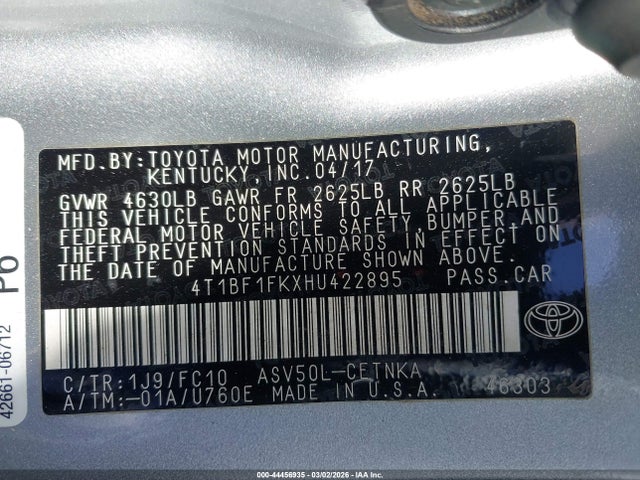 MFD.BY:TOYOTA MOTOR MANUFACTURING,
KENTUCKY,INC.04/17
GVWR 4630LB GAWR FR 2625LB RR 2625LB
THIS VEHICLE CONFORMS TO ALL APPLICABLE
FEDERAL MOTOR VEHICLE SAFETY,BUMPER,AND
THEFT PREVENTION STANDARDS IN EFFECT ON
THE DATE OF MANUFACTURE SHOWN ABOVE.
4T1BF1FKXHU422895 PASS.CAR
C/TR:1J9/FC10 ASV50L-CETNKA
A/TM:-01A/U760E MADE IN U.S.A. 46303
TOYOTA
42661-06712 P6
000-44456935 - 03/02/2026 - IAA Inc.